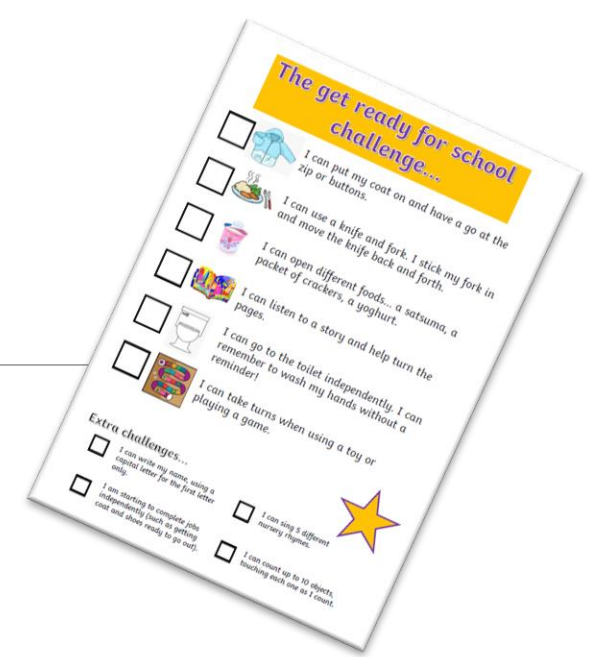 The get ready for school
challenge...
I can put my coat on and have a go at the
zip or buttons.
I can use a knife and fork. I stick my fork in
and move the knife back and forth.
I can open different foods... a satsuma, a
packet of crackers, a yoghurt.
I can listen to a story and help turn the
pages.
I can go to the toilet independently. I can
remember to wash my hands without a
reminder!
I can take turns when using a toy or
playing a game.
Extra challenges...
I can write my name, using a
capital letter for the first letter
only.
I am starting to complete jobs
independently (such as getting
coat and shoes ready to go out).
I can sing 5 different
nursery rhymes.
I can count up to 10 objects,
touching each one as I count.